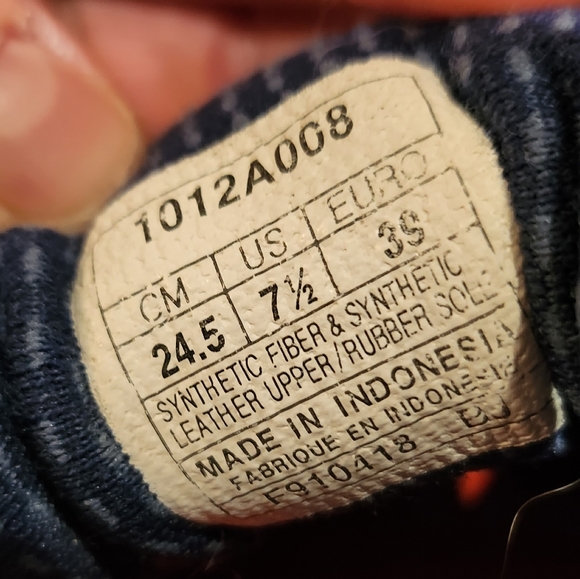 1012A008
CM US EURO
24.5 7½ 39
SYNTHETIC FIBER & SYNTHETIC
LEATHER UPPER/RUBBER SOLE
MADE IN INDONESIA
FABRIQUE EN INDONESIE
F910418